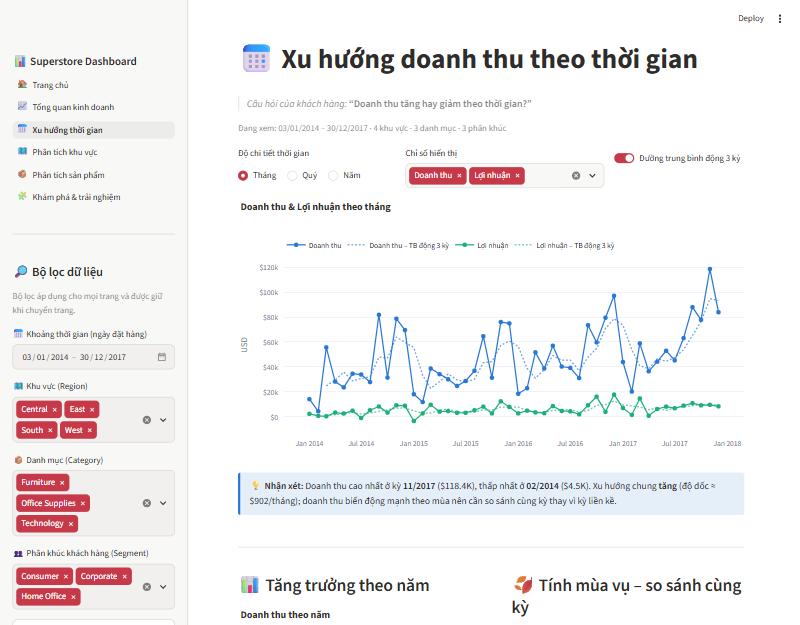 Deploy
Superstore Dashboard
Trang chủ
Tổng quan kinh doanh
Xu hướng thời gian
Phân tích khu vực
Phân tích sản phẩm
Khám phá & trải nghiệm
Bộ lọc dữ liệu
Bộ lọc áp dụng cho mọi trang và được giữ
khi chuyển trang.
Khoảng thời gian (ngày đặt hàng)
03 / 01 / 2014 – 30 / 12 / 2017
Khu vực (Region)
Central × East ×
South × West ×
Danh mục (Category)
Furniture ×
Office Supplies ×
Technology ×
Phân khúc khách hàng (Segment)
Consumer × Corporate ×
Home Office ×
Xu hướng doanh thu theo thời gian
Câu hỏi của khách hàng: “Doanh thu tăng hay giảm theo thời gian?”
Đang xem: 03/01/2014 – 30/12/2017 · 4 khu vực · 3 danh mục · 3 phân khúc
Độ chi tiết thời gian
Tháng Quý Năm
Chỉ số hiển thị
Doanh thu × Lợi nhuận ×
Đường trung bình động 3 kỳ
Doanh thu & Lợi nhuận theo tháng
Doanh thu Doanh thu – TB động 3 kỳ Lợi nhuận Lợi nhuận – TB động 3 kỳ
$120k
$100k
$80k
$60k
$40k
$20k
$0
USD
Jan 2014 Jul 2014 Jan 2015 Jul 2015 Jan 2016 Jul 2016 Jan 2017 Jul 2017 Jan 2018
Nhận xét: Doanh thu cao nhất ở kỳ 11/2017 ($118.4K), thấp nhất ở 02/2014 ($4.5K). Xu hướng chung tăng (độ dốc ≈
$902/tháng); doanh thu biến động mạnh theo mùa nên cần so sánh cùng kỳ thay vì kỳ liền kề.
Tăng trưởng theo năm
Doanh thu theo năm
Tính mùa vụ – so sánh cùng
kỳ